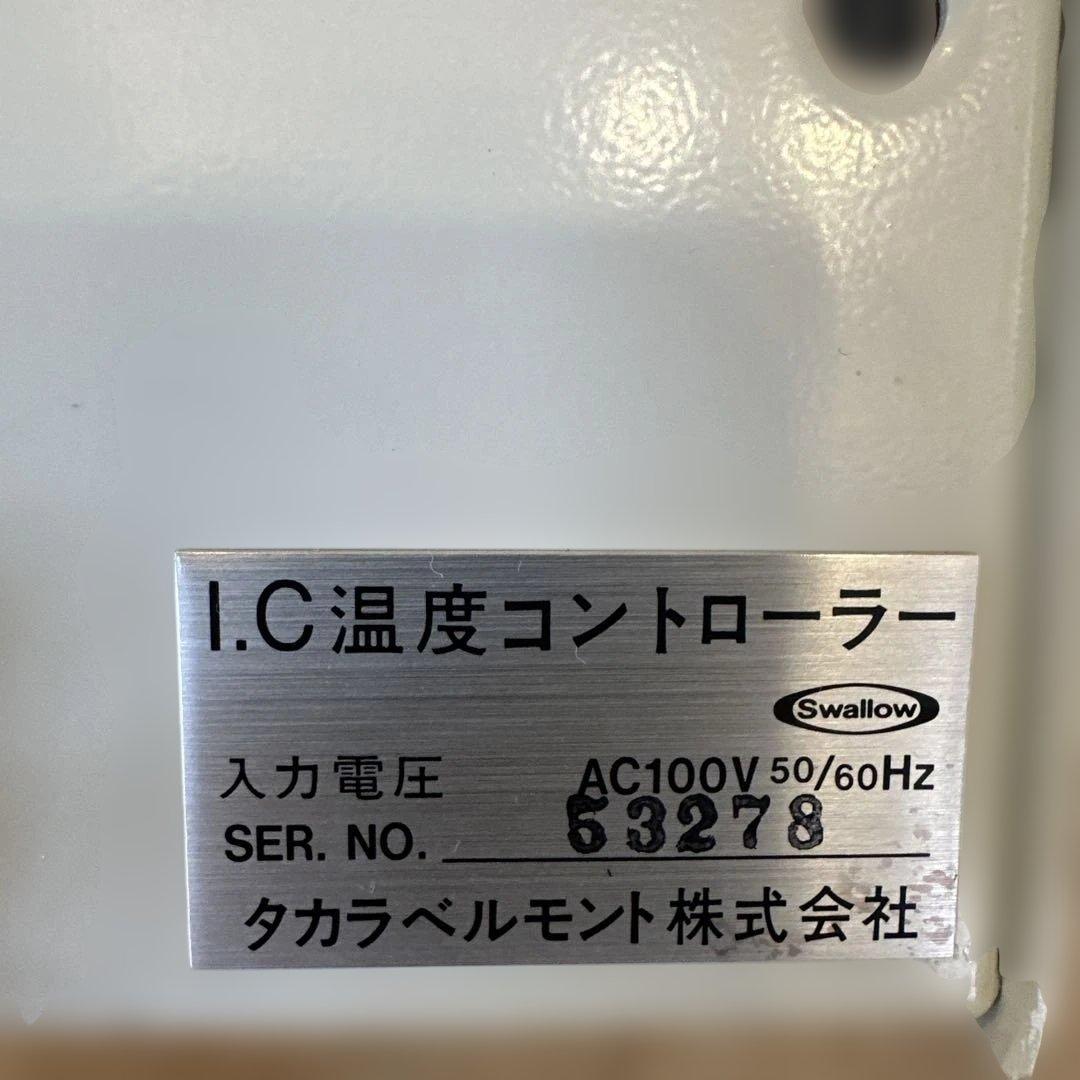 I.C温度コントローラー
Swallow
入力電圧 AC100V 50/60Hz
SER. NO. 53278
タカラベルモント株式会社